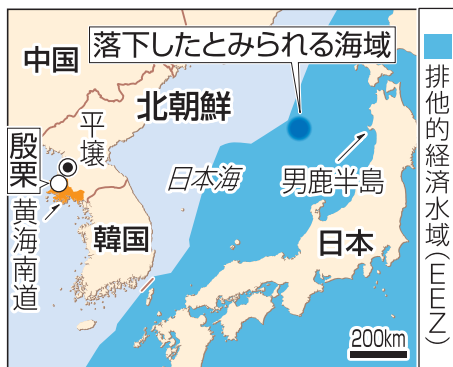 中国
落下したとみられる海域
北朝鮮
平壌
殷栗
黄海南道
韓国
日本海
男鹿半島
日本
200km
排他的経済水域(EEZ)